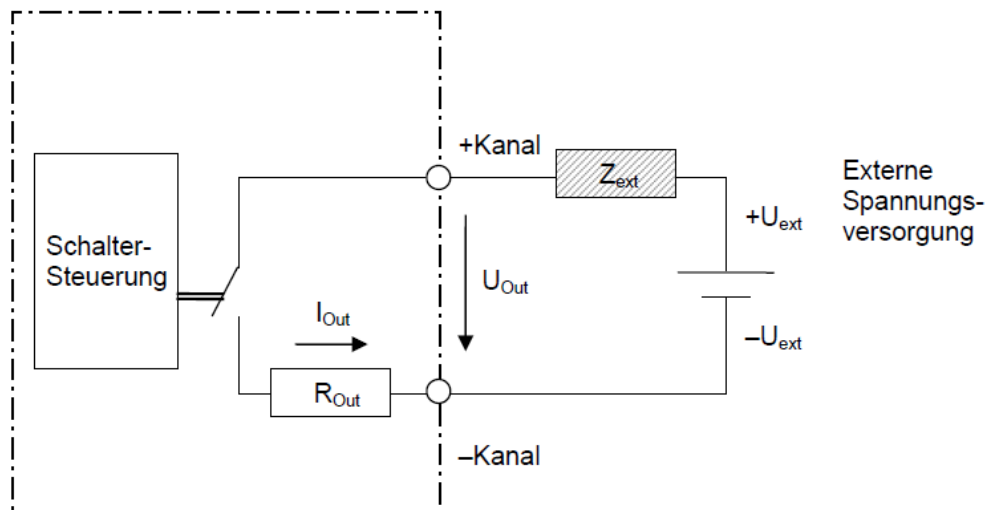 +Kanal
Z_ext
Externe
Spannungs-
versorgung
+U_ext
Schalter-
Steuerung
U_Out
I_Out
–U_ext
R_Out
–Kanal